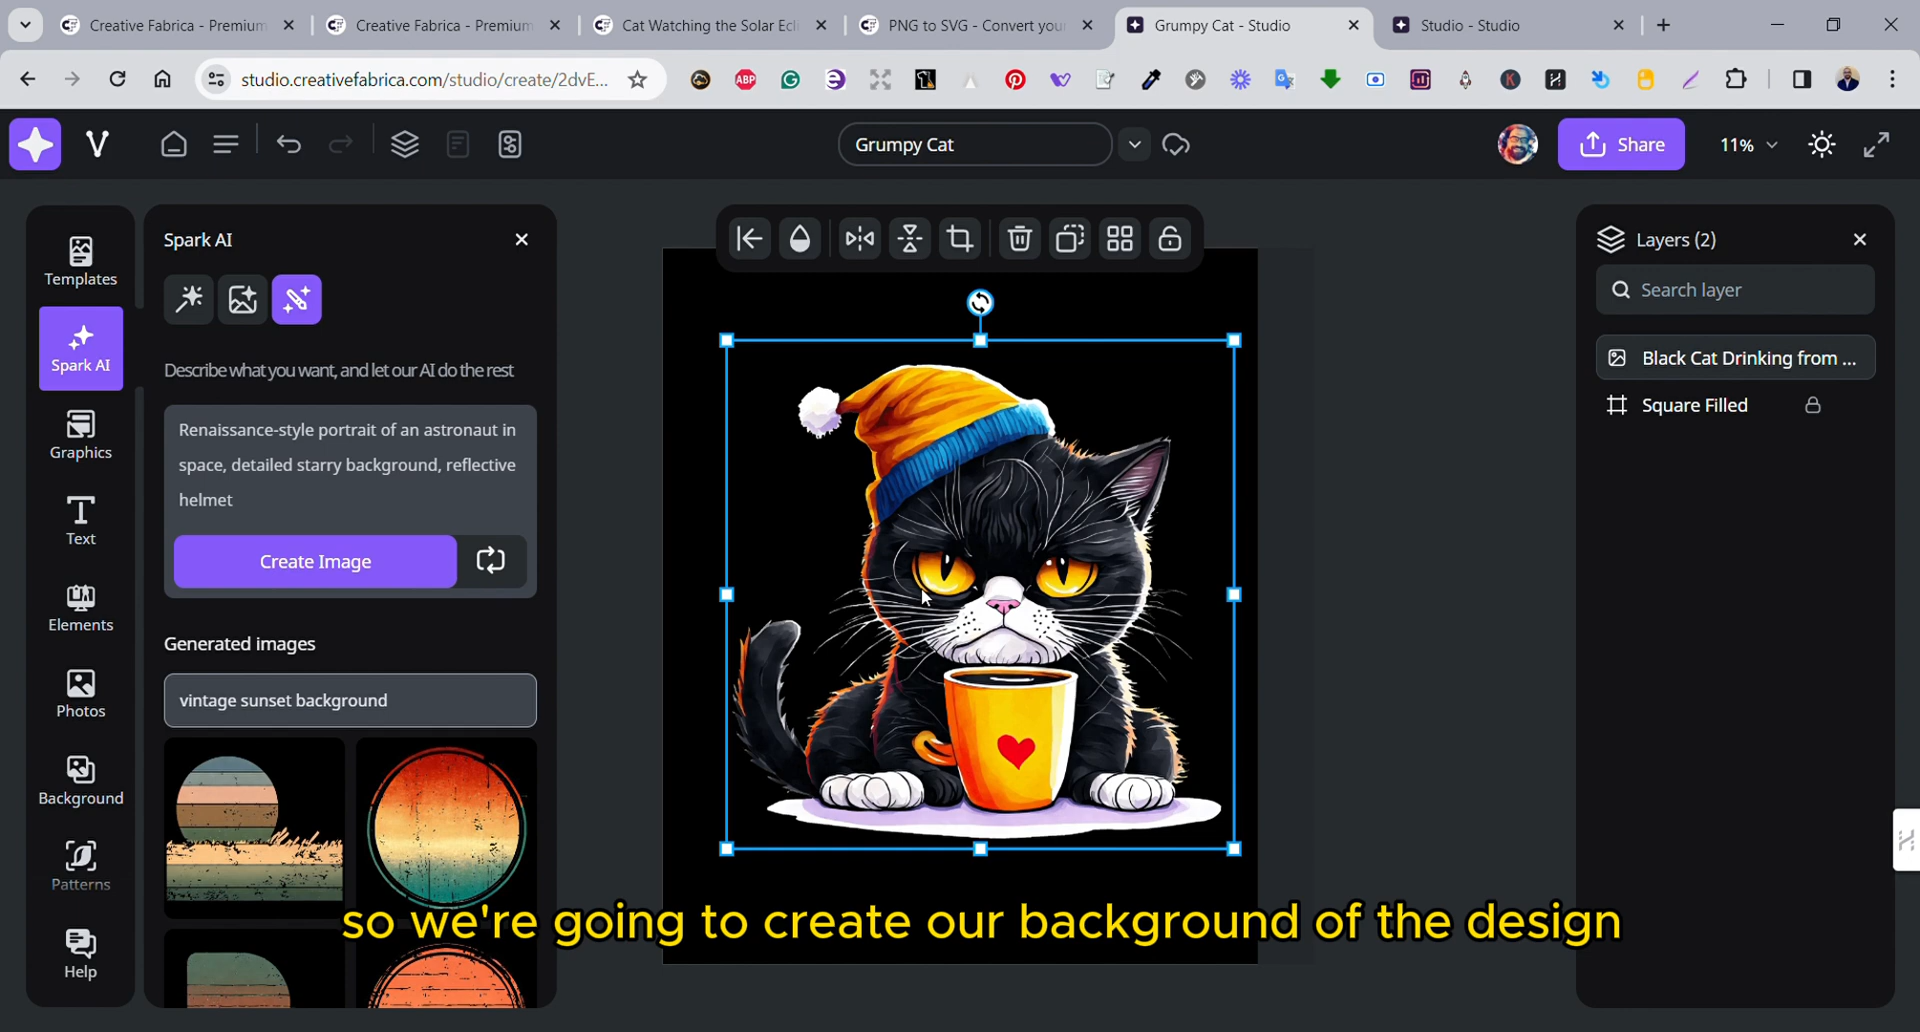 Creative Fabrica - Premium
Creative Fabrica - Premium
Cat Watching the Solar Ecli
PNG to SVG - Convert your
Grumpy Cat - Studio
Studio - Studio
studio.creativefabrica.com/studio/create/2dvE...
ABP
Grumpy Cat
Share
11%
Templates
Spark AI
Graphics
Text
Elements
Photos
Background
Patterns
Help
Spark AI
Describe what you want, and let our AI do the rest
Renaissance-style portrait of an astronaut in
space, detailed starry background, reflective
helmet
Create Image
Generated images
vintage sunset background
Layers (2)
Search layer
Black Cat Drinking from ...
Square Filled
so we're going to create our background of the design